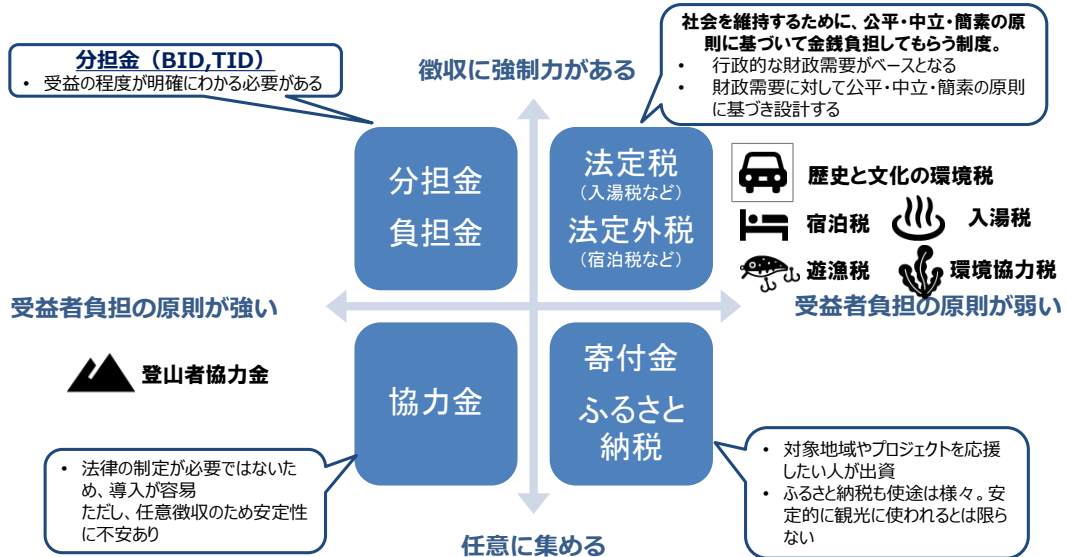 社会を維持するために、公平・中立・簡素の原
則に基づいて金銭負担してもらう制度。
• 行政的な財政需要がベースとなる
• 財政需要に対して公平・中立・簡素の原則
に基づき設計する
分担金（BID,TID）
• 受益の程度が明確にわかる必要がある
徴収に強制力がある
分担金
負担金
法定税
（入湯税など）
法定外税
（宿泊税など）
歴史と文化の環境税
宿泊税
入湯税
遊漁税
環境協力税
受益者負担の原則が強い
受益者負担の原則が弱い
登山者協力金
協力金
寄付金
ふるさと
納税
• 法律の制定が必要ではないた
め、導入が容易
ただし、任意徴収のため安定性
に不安あり
• 対象地域やプロジェクトを応援
したい人が出資
• ふるさと納税も使途は様々。安
定的に観光に使われるとは限ら
ない
任意に集める